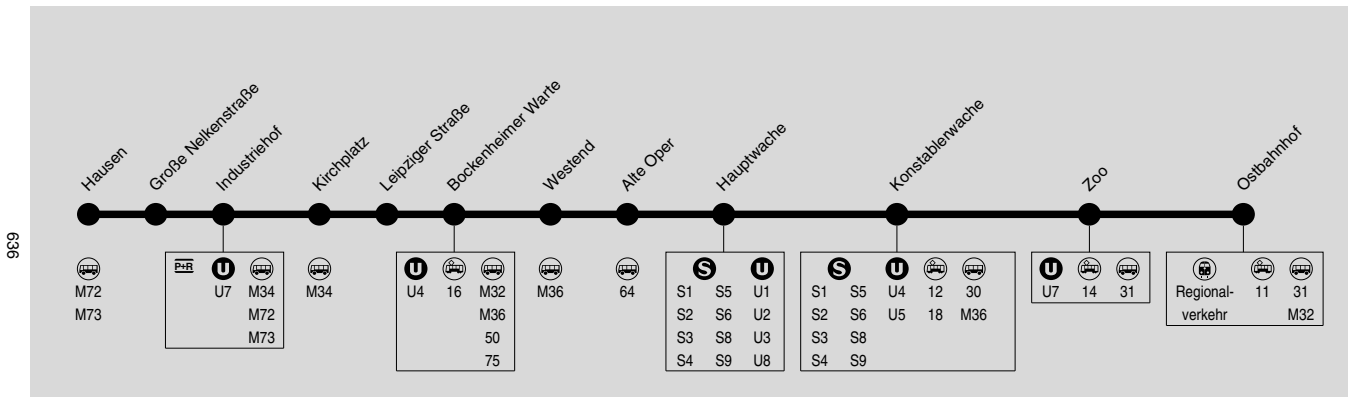 Hausen
Große Nelkenstraße
Industriehof
Kirchplatz
Leipziger Straße
Bockenheimer Warte
Westend
Alte Oper
Hauptwache
Konstablerwache
Zoo
Ostbahnhof
636
M72
M73
P+R U
U7 M34
M72
M73
M34
U
U4 16 M32
M36
50
75
M36
64
S U
S1 S5 U1
S2 S6 U2
S3 S8 U3
S4 S9 U8
S U
S1 S5 U4 12 30
S2 S6 U5 18 M36
S3 S8
S4 S9
U
U7 14 31
Regional- 11 31
verkehr M32